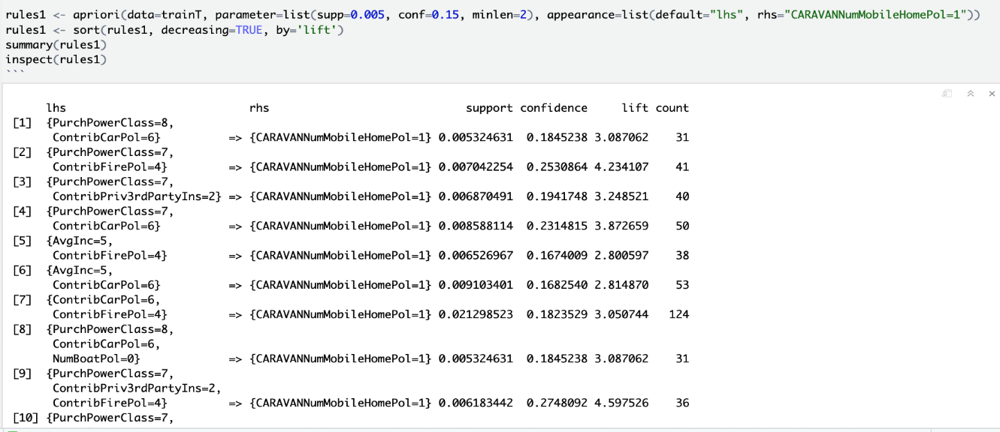 rules1 <- apriori(data=trainT, parameter=list(supp=0.005, conf=0.15, minlen=2), appearance=list(default="lhs", rhs="CARAVANNumMobileHomePol=1"))
rules1 <- sort(rules1, decreasing=TRUE, by='lift')
summary(rules1)
inspect(rules1)
```
lhs rhs support confidence lift count
[1] {PurchPowerClass=8,
ContribCarPol=6} => {CARAVANNumMobileHomePol=1} 0.005324631 0.1845238 3.087062 31
[2] {PurchPowerClass=7,
ContribFirePol=4} => {CARAVANNumMobileHomePol=1} 0.007042254 0.2530864 4.234107 41
[3] {PurchPowerClass=7,
ContribPriv3rdPartyIns=2} => {CARAVANNumMobileHomePol=1} 0.006870491 0.1941748 3.248521 40
[4] {PurchPowerClass=7,
ContribCarPol=6} => {CARAVANNumMobileHomePol=1} 0.008588114 0.2314815 3.872659 50
[5] {AvgInc=5,
ContribFirePol=4} => {CARAVANNumMobileHomePol=1} 0.006526967 0.1674009 2.800597 38
[6] {AvgInc=5,
ContribCarPol=6} => {CARAVANNumMobileHomePol=1} 0.009103401 0.1682540 2.814870 53
[7] {ContribCarPol=6,
ContribFirePol=4} => {CARAVANNumMobileHomePol=1} 0.021298523 0.1823529 3.050744 124
[8] {PurchPowerClass=8,
ContribCarPol=6,
NumBoatPol=0} => {CARAVANNumMobileHomePol=1} 0.005324631 0.1845238 3.087062 31
[9] {PurchPowerClass=7,
ContribPriv3rdPartyIns=2,
ContribFirePol=4} => {CARAVANNumMobileHomePol=1} 0.006183442 0.2748092 4.597526 36
[10] {PurchPowerClass=7,